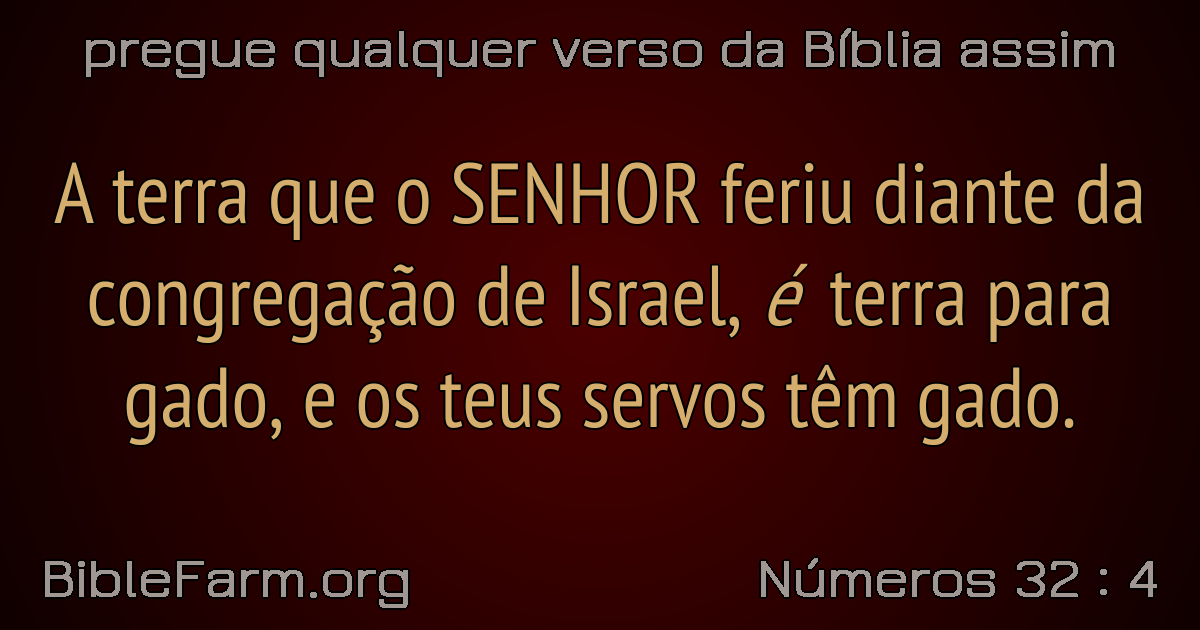 pregue qualquer verso da Bíblia assim
A terra que o SENHOR feriu diante da
congregação de Israel, é terra para
gado, e os teus servos têm gado.
BibleFarm.org
Números 32 : 4